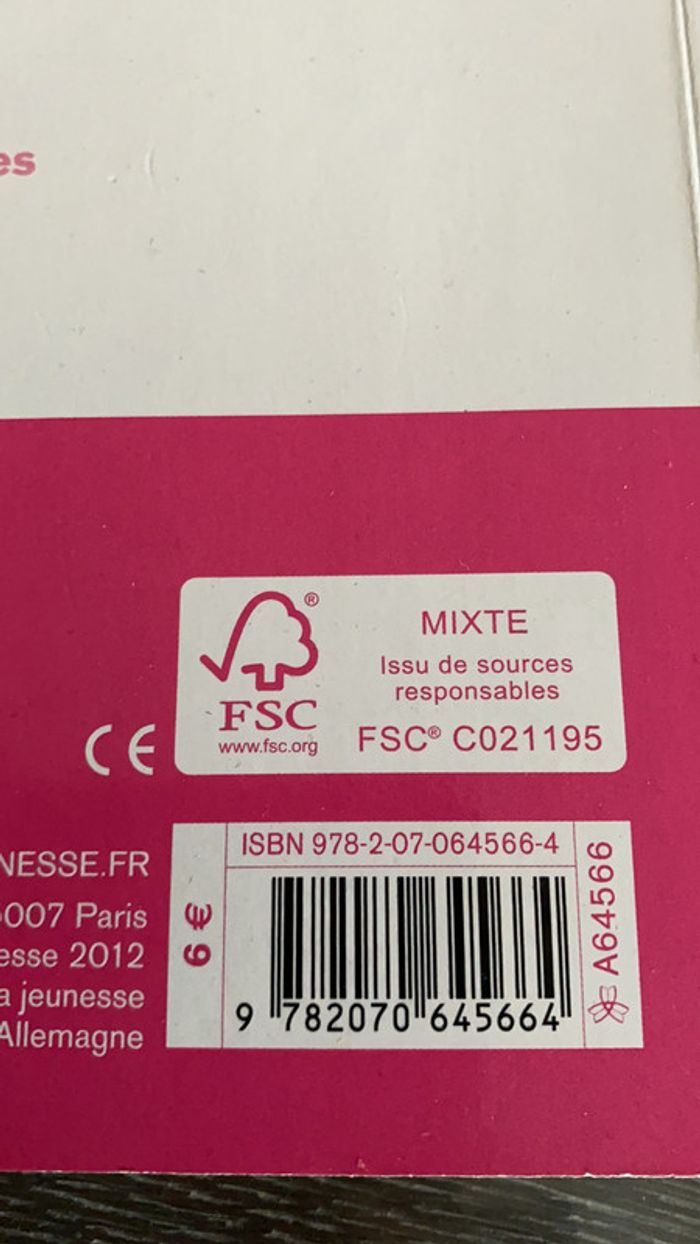 es
®
MIXTE
Issu de sources
responsables
FSC
www.fsc.org
FSC® C021195
CE
ISBN 978-2-07-064566-4
6 €
A64566
9 782070 645664
NESSE.FR
007 Paris
esse 2012
a jeunesse
Allemagne